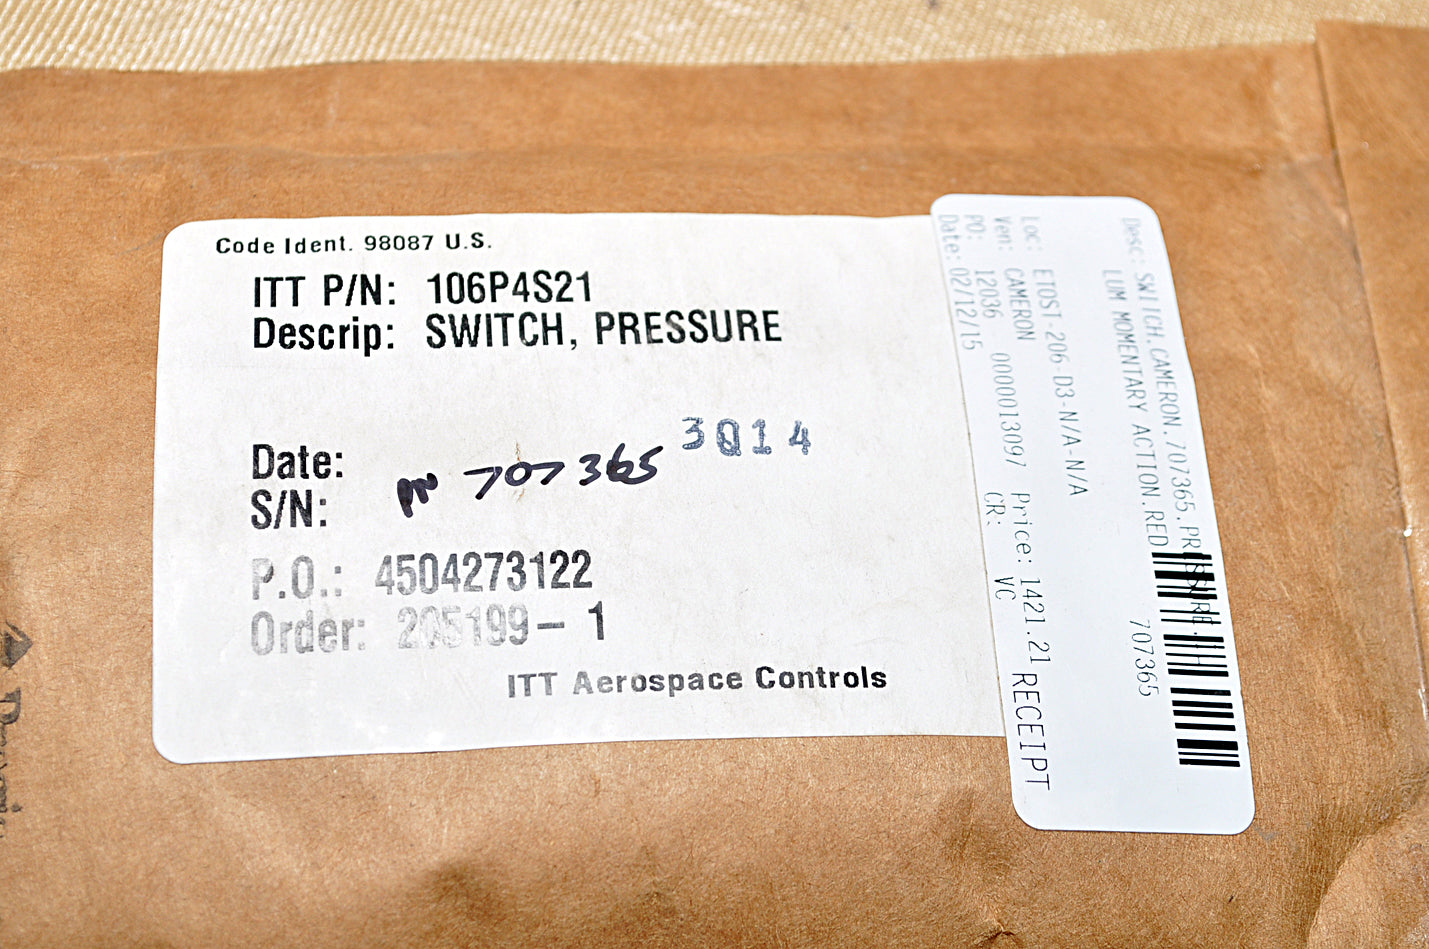 Code Ident. 98087 U.S.
ITT P/N: 106P4S21
Descrip: SWITCH, PRESSURE
Date: 3Q14
S/N: PN 707365
P.O.: 4504273122
Order: 205199-1
ITT Aerospace Controls
Desc: SWITCH.CAMERON.707365.PRESSURE.
LUM MOMENTARY ACTION.RED
707365
Loc: ETOST-206-D3-N/A-N/A
Ven: CAMERON
PO: 12036 0000013097 Price: 1421.21 RECEIPT
Date: 02/12/15 CR: VC